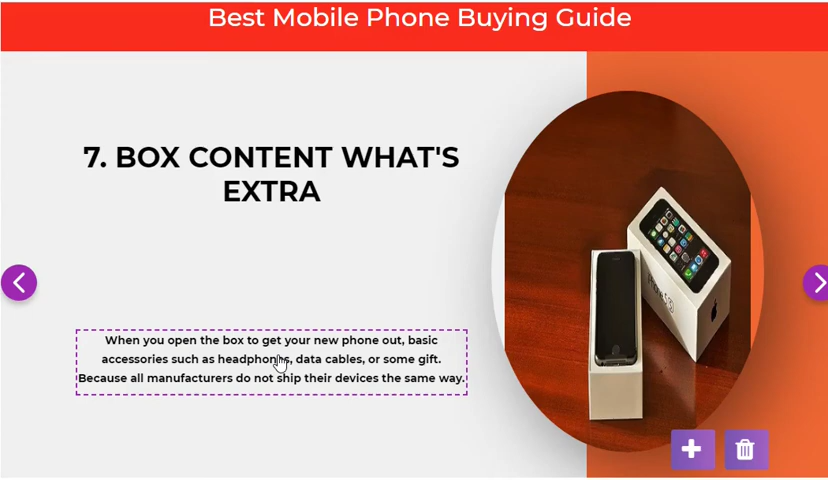 Best Mobile Phone Buying Guide
7. BOX CONTENT WHAT'S
EXTRA
When you open the box to get your new phone out, basic
accessories such as headphones, data cables, or some gift.
Because all manufacturers do not ship their devices the same way.